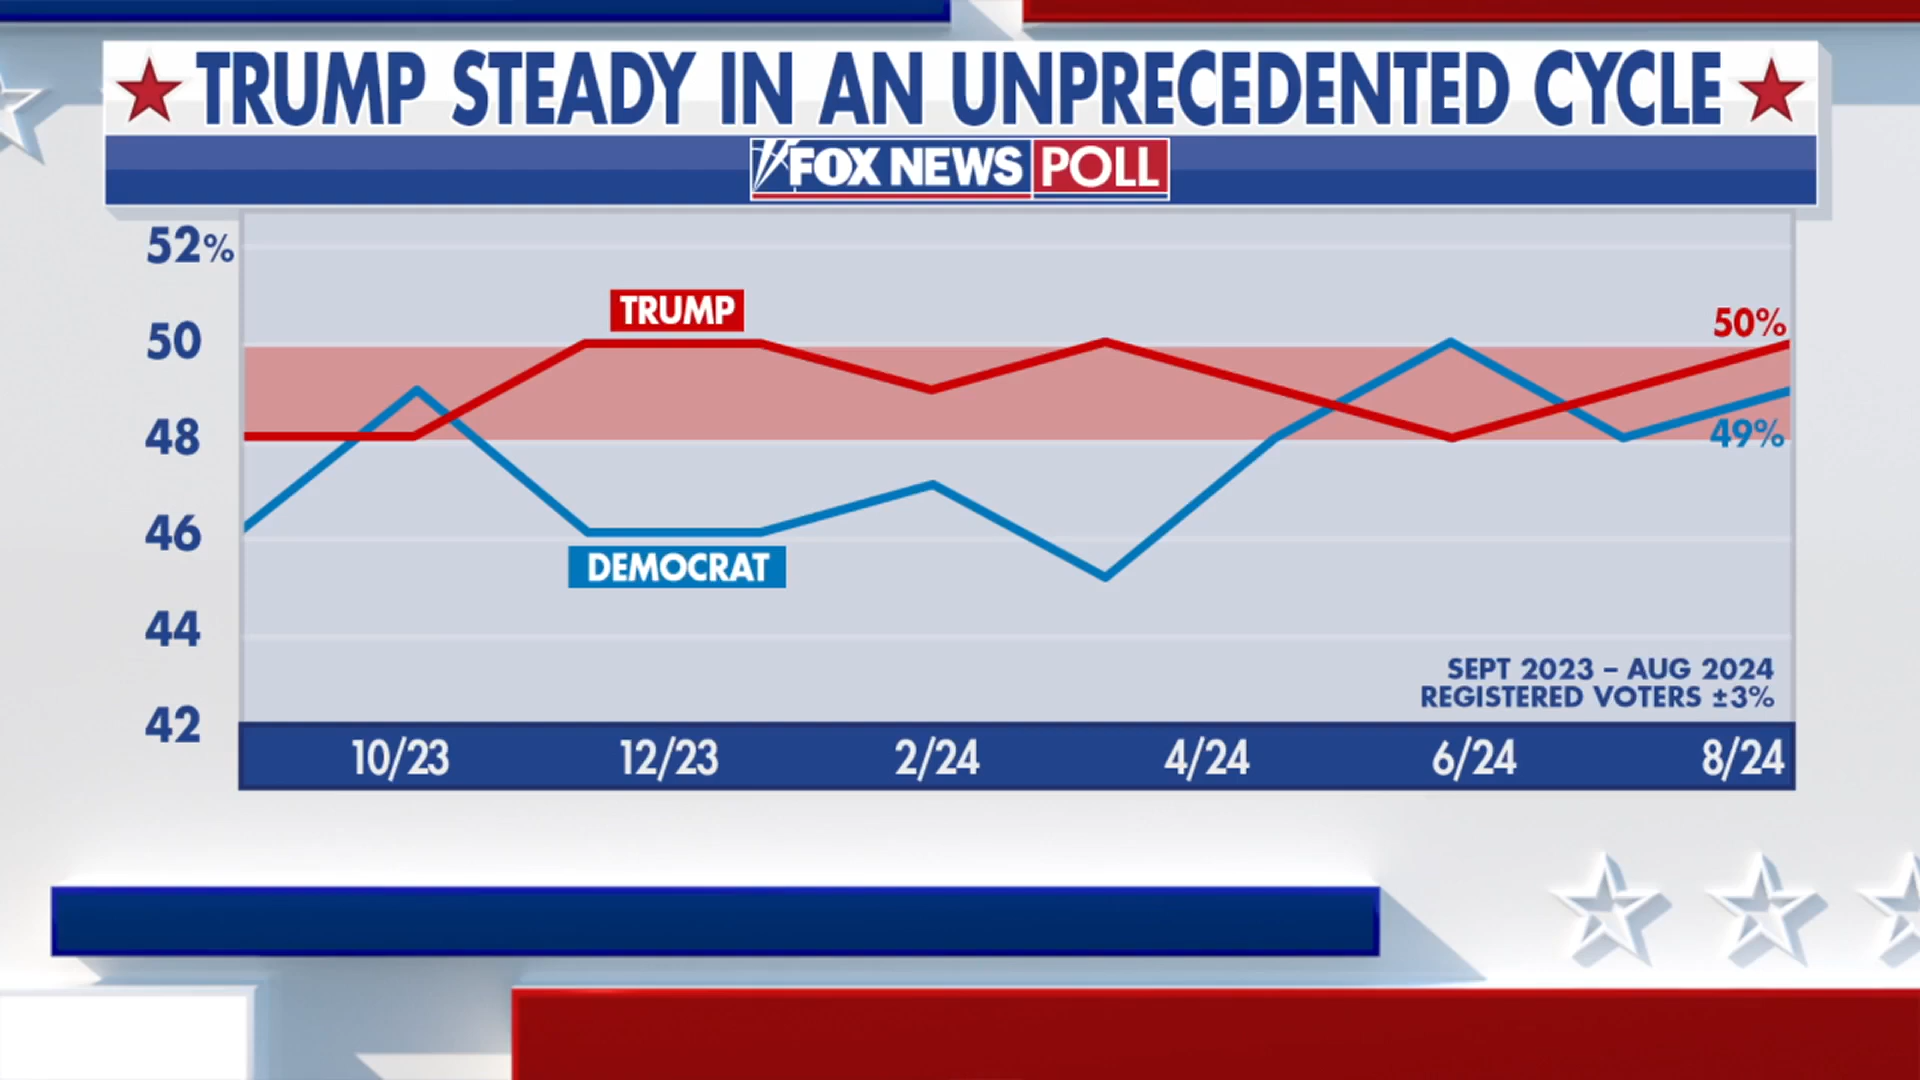 TRUMP STEADY IN AN UNPRECEDENTED CYCLE
FOX NEWS POLL
52%
50
48
46
44
42
TRUMP
DEMOCRAT
50%
49%
SEPT 2023 – AUG 2024
REGISTERED VOTERS ±3%
10/23 12/23 2/24 4/24 6/24 8/24